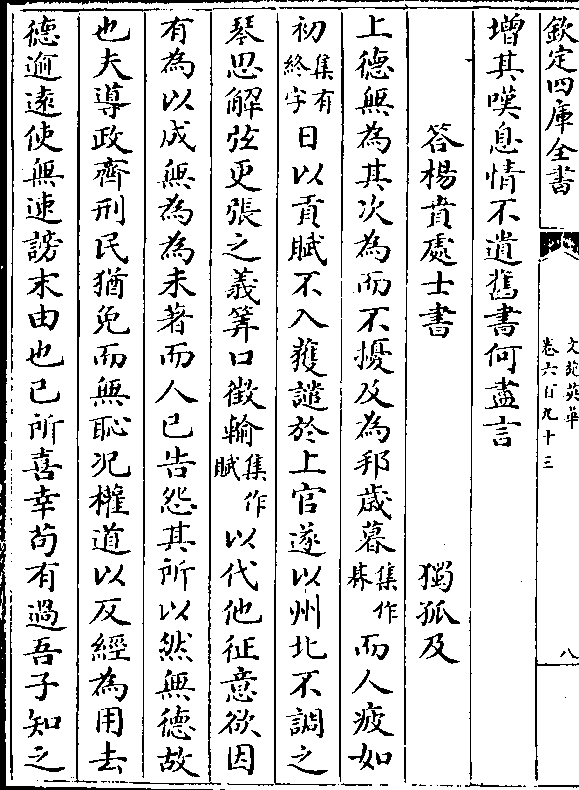 欽定四庫全書
文苑英華
卷六百九十三
八
增其嘆息情不遺舊書何盡言
答楊賁處士書
獨孤及
上德無為其次為而不擾及為邦歲暮集作朞而人疲如
初集有終字日以貢賦不入獲譴於上官遂以州北不調之
琴思解弦更張之義筭口徵輸集作賦以代他征意欲因
有為以成無為為未著而人已告怨其所以然無德故
也夫導政齊刑民猶免而無恥況權道以反經為用去
德逾遠使無速謗末由也已所喜幸苟有過吾子知之